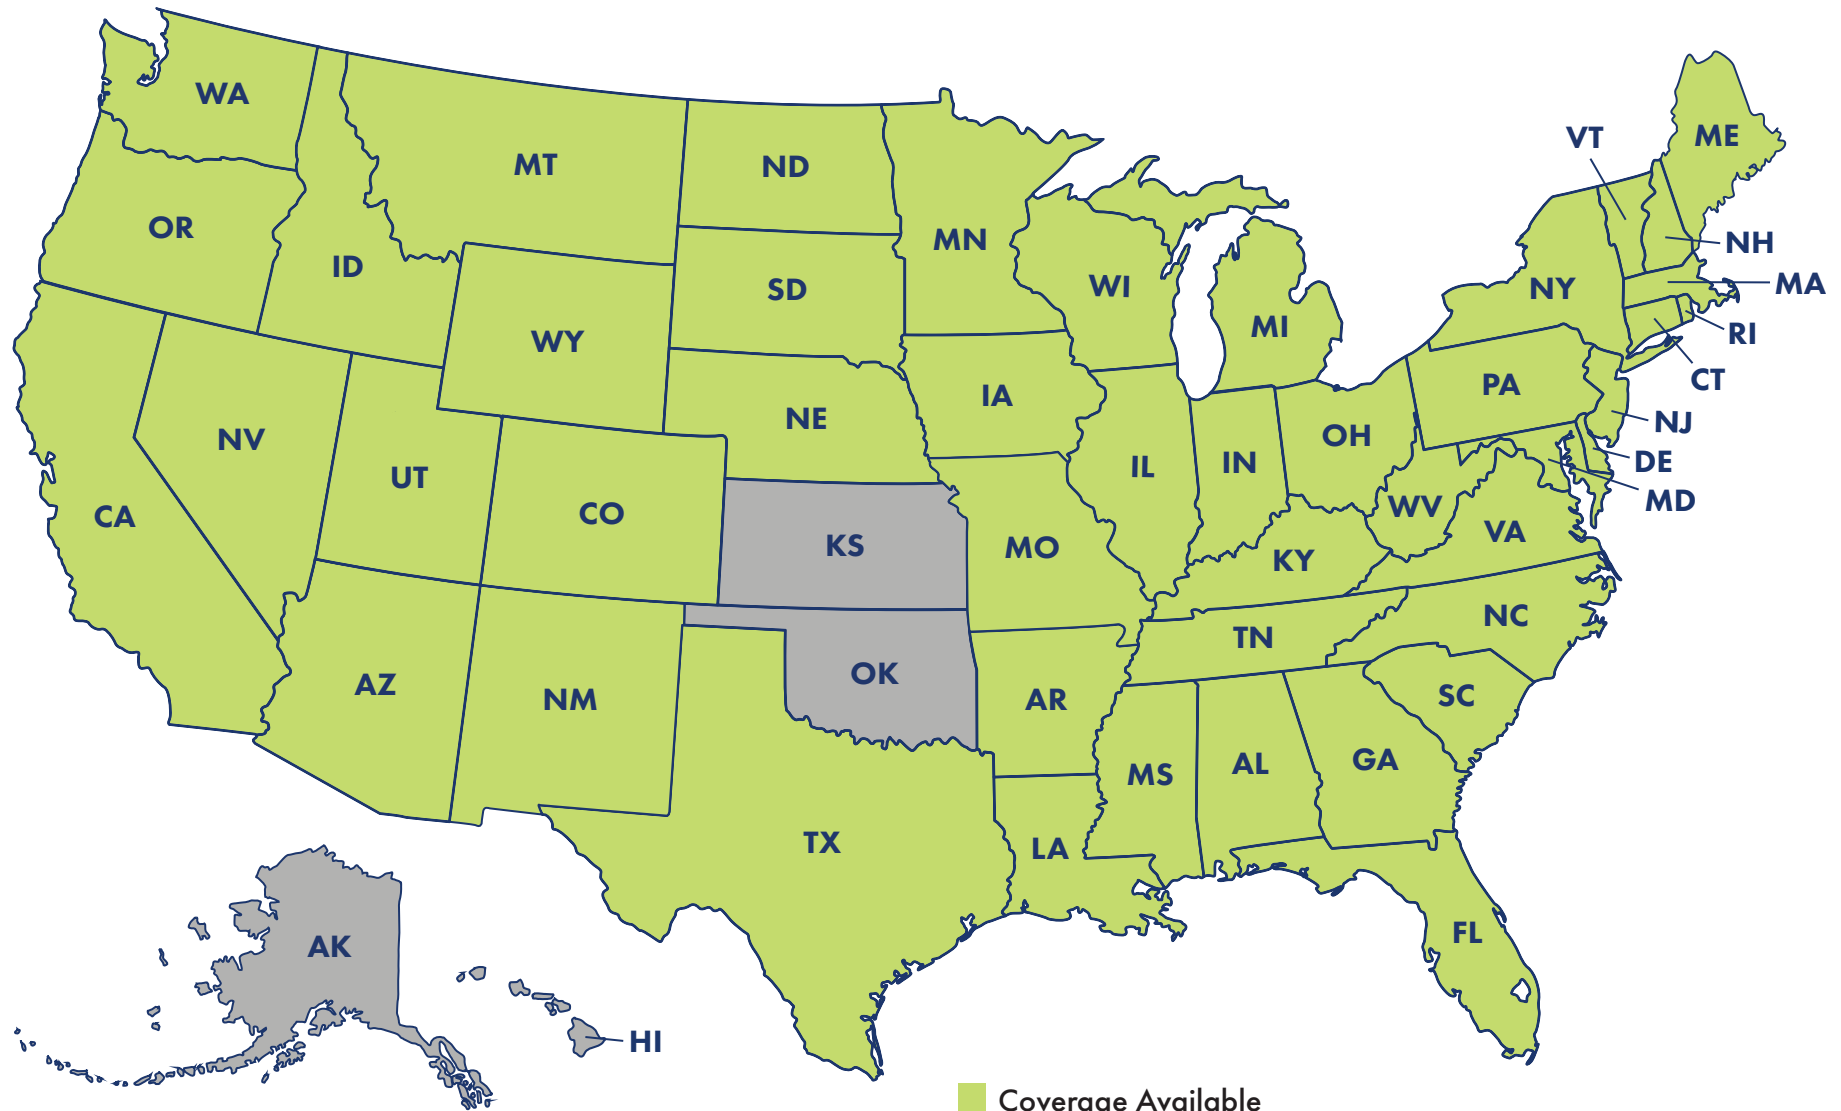 WA
ME
VT
MT
ND
OR
MN
NH
ID
WI
SD
NY
MA
MI
RI
WY
CT
PA
IA
NE
NJ
NV
OH
DE
IL
IN
UT
MD
WV
CO
CA
VA
KS
MO
KY
NC
TN
OK
AZ
NM
AR
SC
GA
AL
MS
TX
LA
FL
AK
HI
Coverage Available